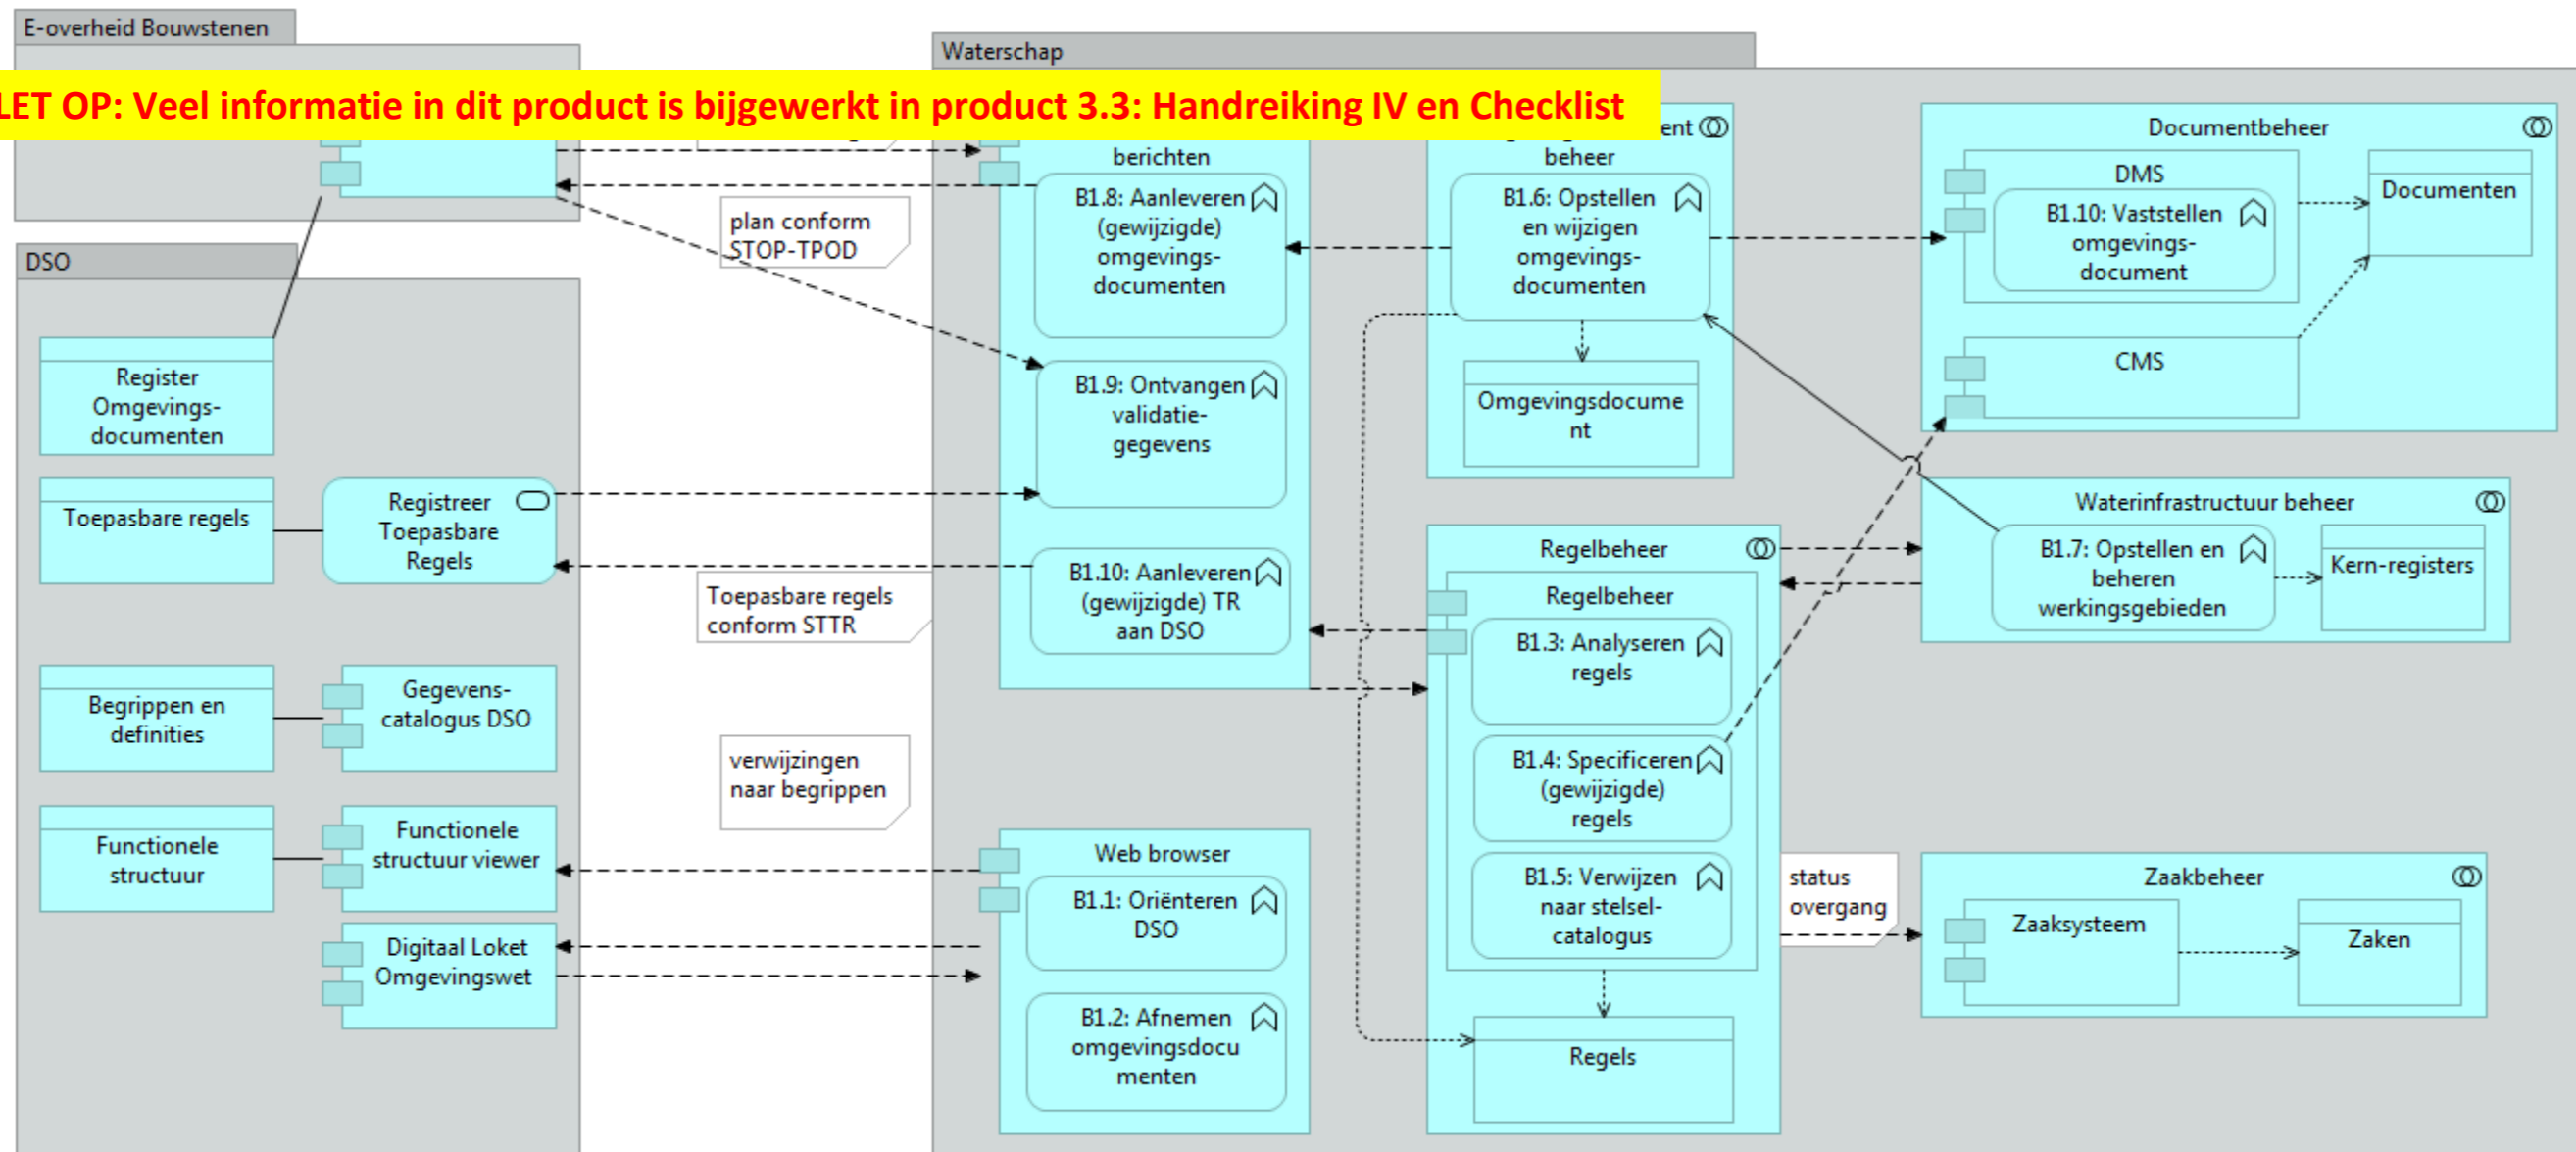 E-overheid Bouwstenen
Waterschap
LET OP: Veel informatie in dit product is bijgewerkt in product 3.3: Handreiking IV en Checklist
berichten
B1.8: Aanleveren
(gewijzigde)
omgevings-
documenten
B1.9: Ontvangen
validatie-
gegevens
B1.10: Aanleveren
(gewijzigde) TR
aan DSO
ent
beheer
B1.6: Opstellen
en wijzigen
omgevings-
documenten
Omgevingsdocume
nt
Documentbeheer
DMS
B1.10: Vaststellen
omgevings-
document
Documenten
CMS
plan conform
STOP-TPOD
DSO
Register
Omgevings-
documenten
Toepasbare regels
Registreer
Toepasbare
Regels
Toepasbare regels
conform STTR
Begrippen en
definities
Gegevens-
catalogus DSO
verwijzingen
naar begrippen
Functionele
structuur
Functionele
structuur viewer
Digitaal Loket
Omgevingswet
Web browser
B1.1: Oriënteren
DSO
B1.2: Afnemen
omgevingsdocu
menten
Regelbeheer
Regelbeheer
B1.3: Analyseren
regels
B1.4: Specificeren
(gewijzigde)
regels
B1.5: Verwijzen
naar stelsel-
catalogus
Regels
Waterinfrastructuur beheer
B1.7: Opstellen en
beheren
werkingsgebieden
Kern-registers
status
overgang
Zaakbeheer
Zaaksysteem
Zaken